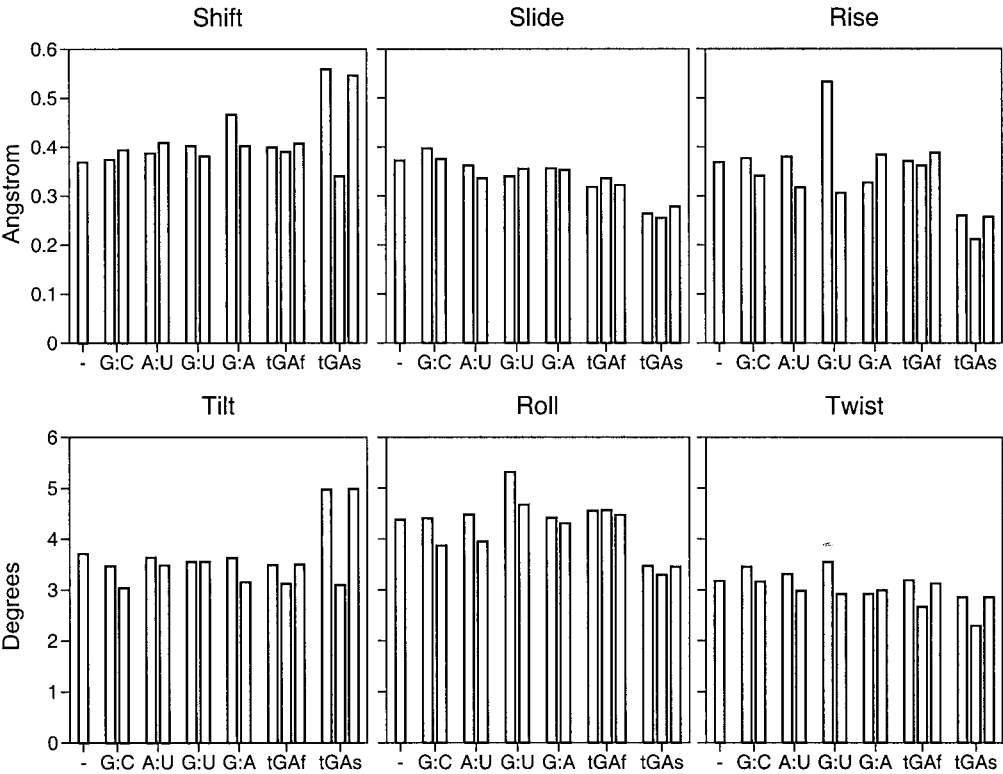 Shift Slide Rise
Angstrom
0.6
0.5
0.4
0.3
0.2
0.1
0
- G:C A:U G:U G:A tGAf tGAs - G:C A:U G:U G:A tGAf tGAs - G:C A:U G:U G:A tGAf tGAs
Tilt Roll Twist
Degrees
6
5
4
3
2
1
0
- G:C A:U G:U G:A tGAf tGAs - G:C A:U G:U G:A tGAf tGAs - G:C A:U G:U G:A tGAf tGAs